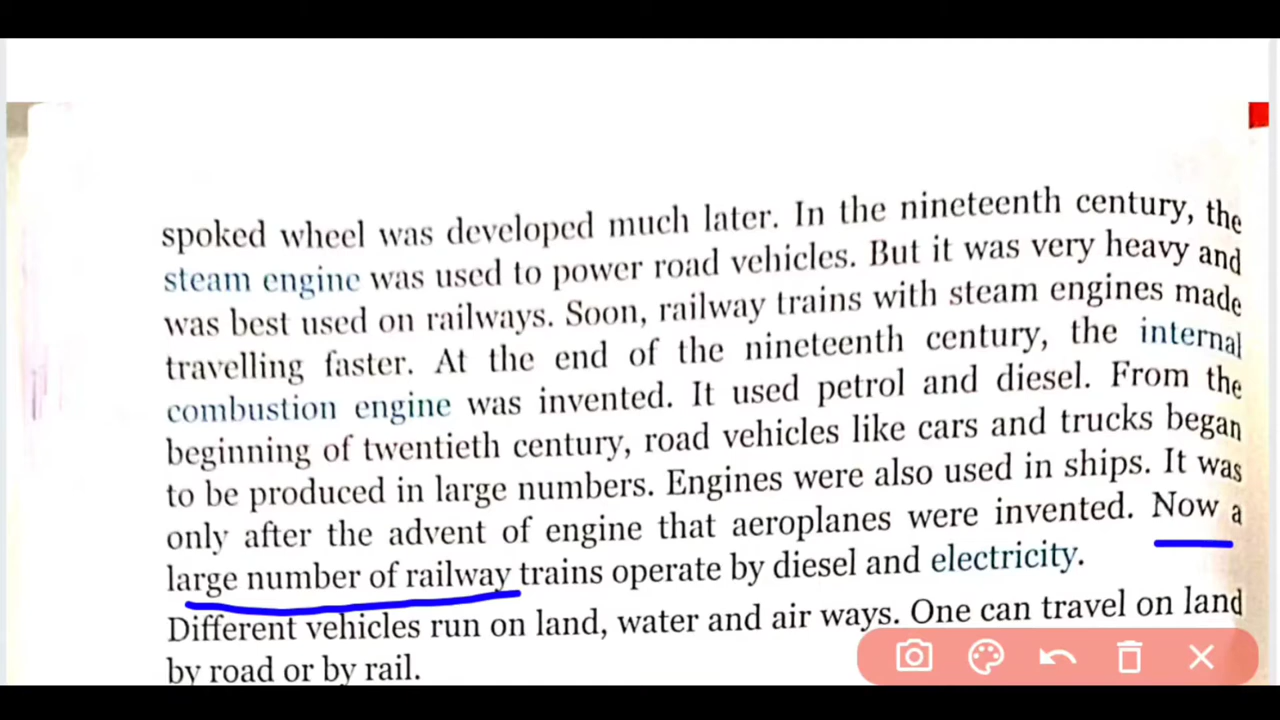 spoked wheel was developed much later. In the nineteenth century, the
steam engine was used to power road vehicles. But it was very heavy and
was best used on railways. Soon, railway trains with steam engines made
travelling faster. At the end of the nineteenth century, the internal
combustion engine was invented. It used petrol and diesel. From the
beginning of twentieth century, road vehicles like cars and trucks began
to be produced in large numbers. Engines were also used in ships. It was
only after the advent of engine that aeroplanes were invented. Now a
large number of railway trains operate by diesel and electricity.
Different vehicles run on land, water and air ways. One can travel on land
by road or by rail.